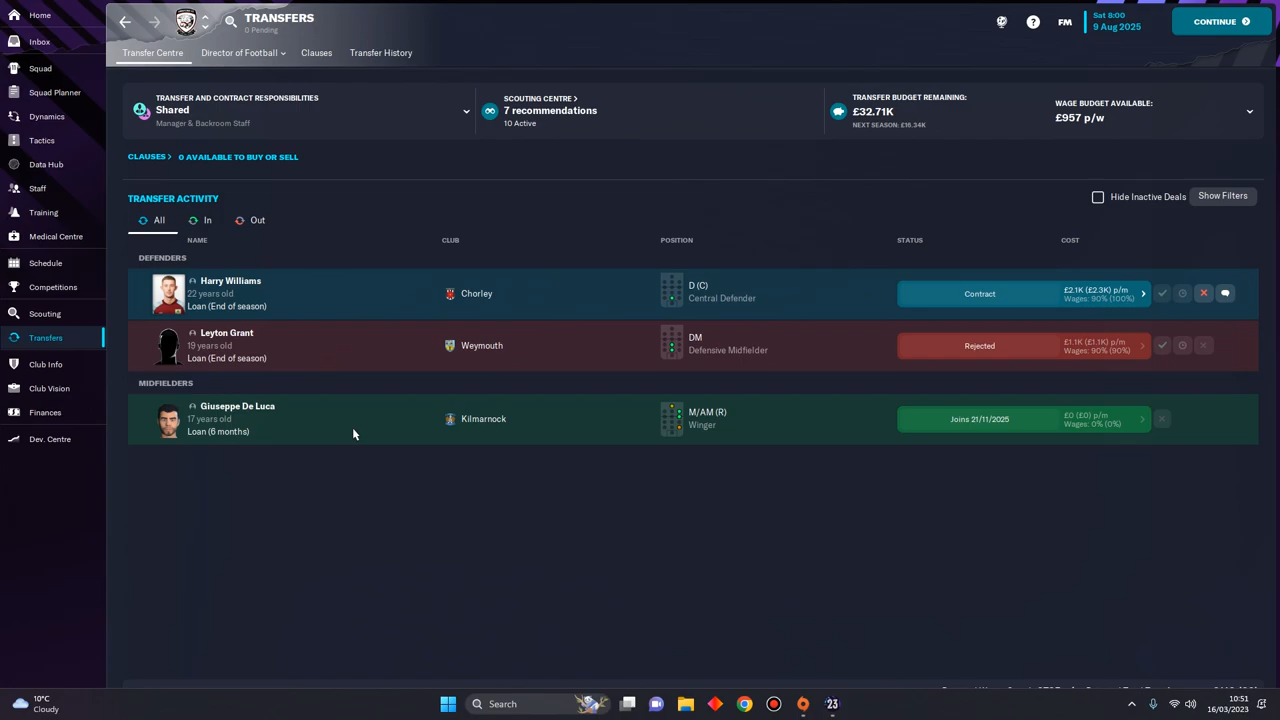 Home
TRANSFERS
0 Pending
FM
Sat 8:00
9 Aug 2025
CONTINUE
Inbox
Squad
Squad Planner
Dynamics
Tactics
Data Hub
Staff
Training
Medical Centre
Schedule
Competitions
Scouting
Transfers
Club Info
Club Vision
Finances
Dev. Centre
Transfer Centre
Director of Football
Clauses
Transfer History
TRANSFER AND CONTRACT RESPONSIBILITIES
Shared
Manager & Backroom Staff
SCOUTING CENTRE >
7 recommendations
10 Active
TRANSFER BUDGET REMAINING:
£32.71K
NEXT SEASON: £16.34K
WAGE BUDGET AVAILABLE:
£957 p/w
CLAUSES > 0 AVAILABLE TO BUY OR SELL
TRANSFER ACTIVITY
Hide Inactive Deals
Show Filters
All In Out
NAME CLUB POSITION STATUS COST
DEFENDERS
Harry Williams
22 years old
Loan (End of season)
Chorley
D (C)
Central Defender
Contract
£2.1K (£2.3K) p/m
Wages: 90% (100%)
Leyton Grant
19 years old
Loan (End of season)
Weymouth
DM
Defensive Midfielder
Rejected
£1.1K (£1.1K) p/m
Wages: 90% (90%)
MIDFIELDERS
Giuseppe De Luca
17 years old
Loan (6 months)
Kilmarnock
M/AM (R)
Winger
Joins 21/11/2025
£0 (£0) p/m
Wages: 0% (0%)
10°C
Cloudy
Search
23
10:51
16/03/2023